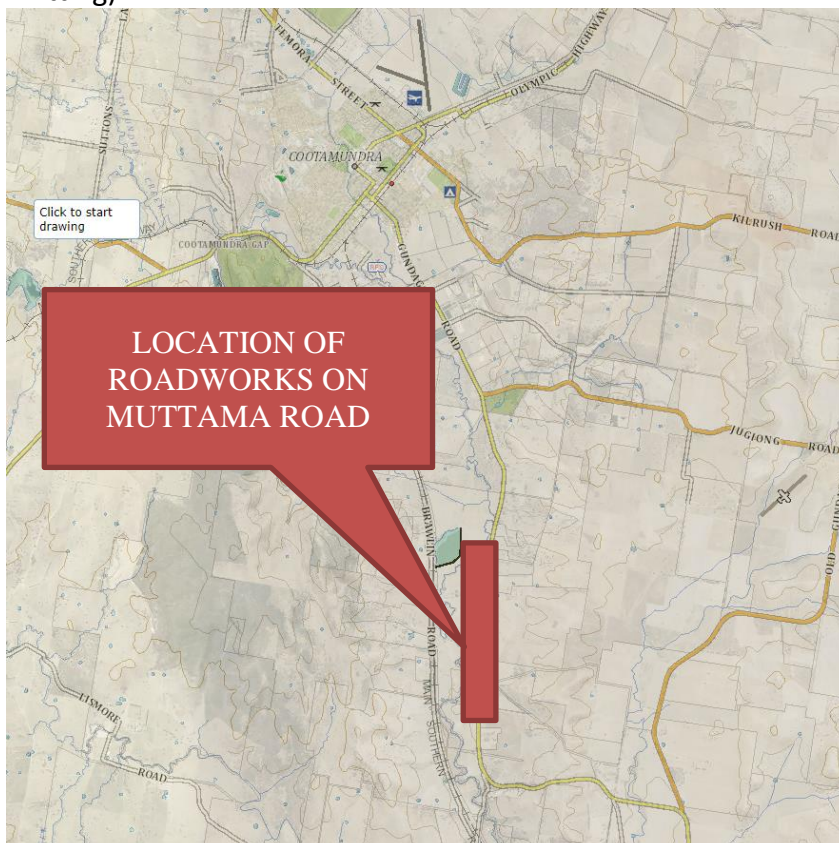 TEMORA
STREET
OLYMPIC
HIGHWAY
SUTTONS
COOTAMUNDRA
Click to start
drawing
COOTAMUNDRA GAP
KILRUSH
ROAD
ROAD
LOCATION OF
ROADWORKS ON
MUTTAMA ROAD
JUGIONG
ROAD
OLD
BRAWLIN
ROAD
MAIN
SOUTHERN
LISMORE
ROAD